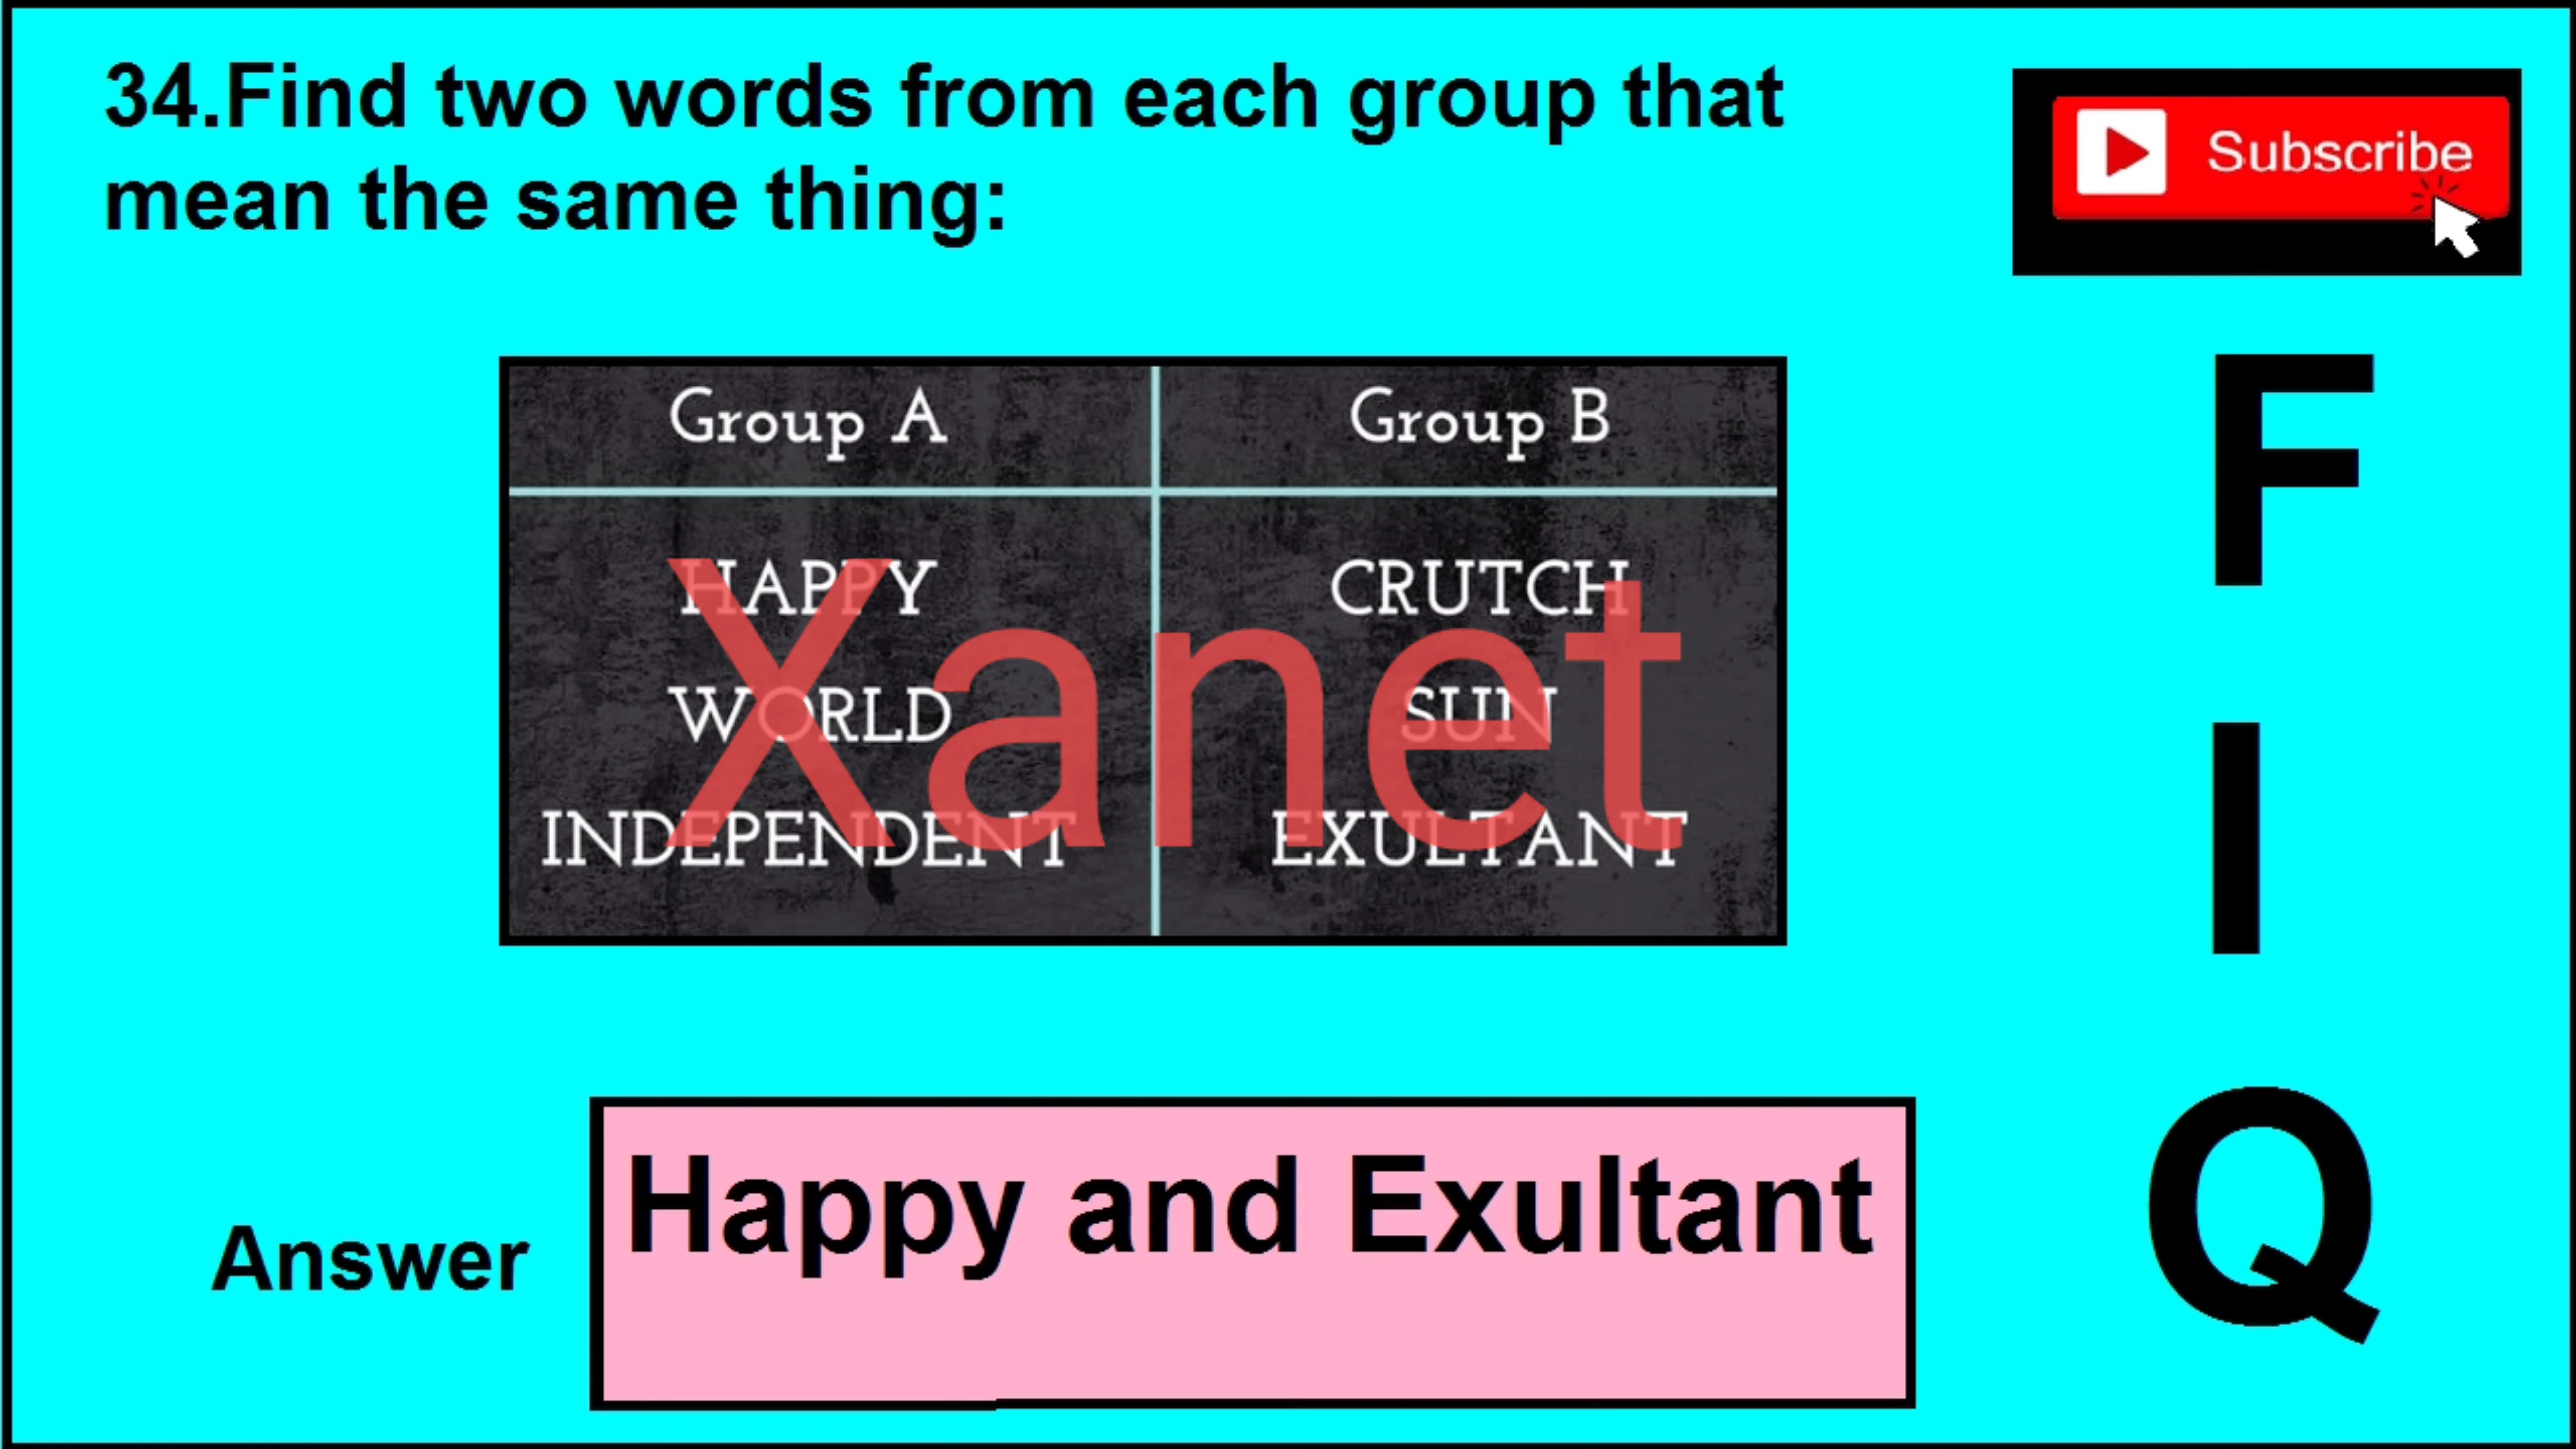 34.Find two words from each group that
mean the same thing:
Subscribe
Group A Group B
HAPPY CRUTCH
WORLD SUN
INDEPENDENT EXULTANT
Xanet
F
I
Q
Answer
Happy and Exultant